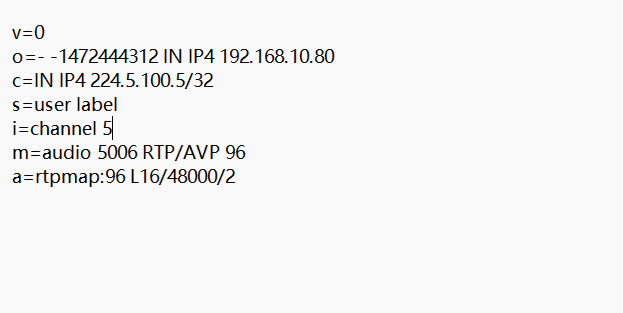 v=0
o=- -1472444312 IN IP4 192.168.10.80
c=IN IP4 224.5.100.5/32
s=user label
i=channel 5
m=audio 5006 RTP/AVP 96
a=rtpmap:96 L16/48000/2